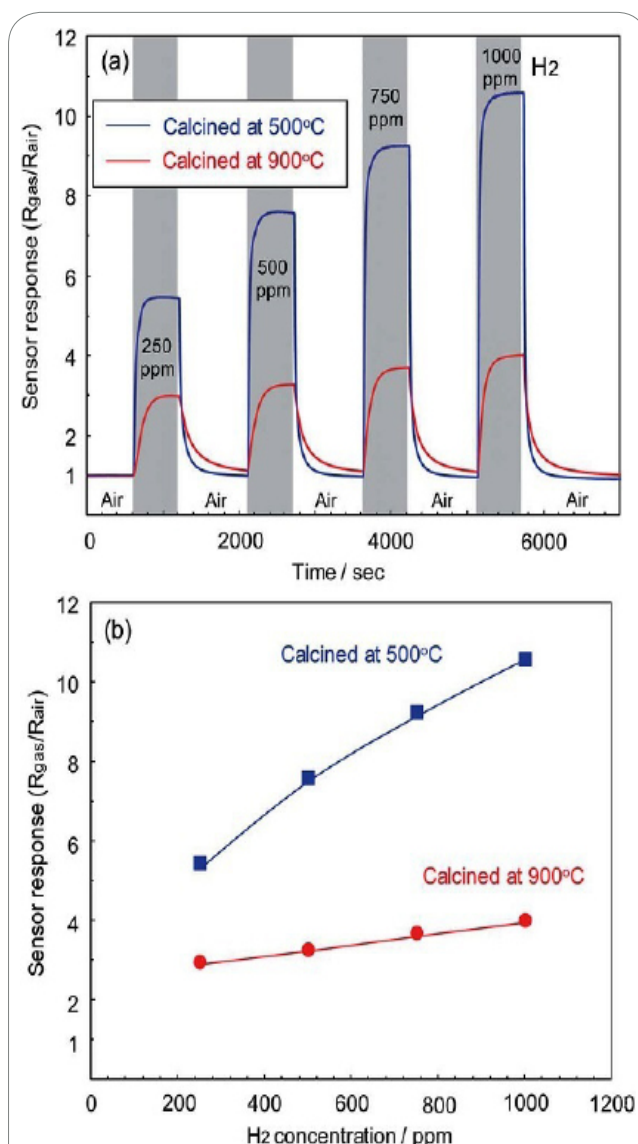 12
(a)
10
8
6
4
2
1
Sensor response (Rgas/Rair)
Calcined at 500°C
Calcined at 900°C
250
ppm
500
ppm
750
ppm
1000
ppm
H2
Air
Air
Air
Air
Air
0
2000
4000
6000
Time / sec
12
(b)
10
8
6
4
2
1
Sensor response (Rgas/Rair)
Calcined at 500°C
Calcined at 900°C
0
200
400
600
800
1000
1200
H2 concentration / ppm